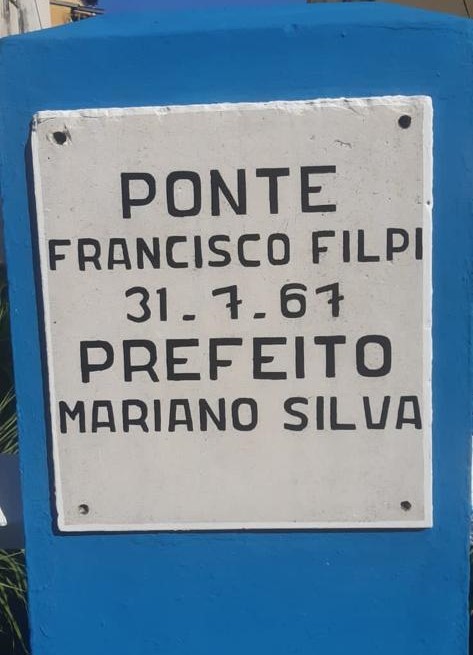 PONTE
FRANCISCO FILPI
31-7-67
PREFEITO
MARIANO SILVA